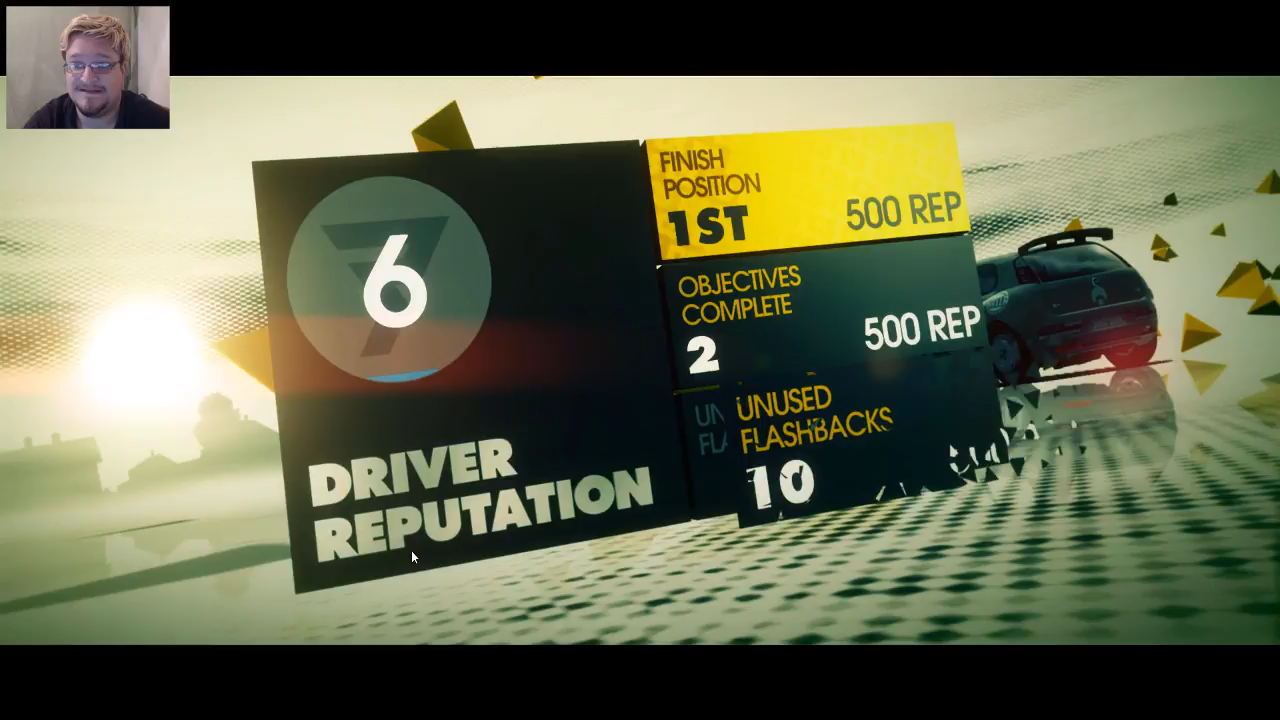 6
DRIVER
REPUTATION
FINISH
POSITION
1ST
500 REP
OBJECTIVES
COMPLETE
2
500 REP
UNUSED
FLASHBACKS
10